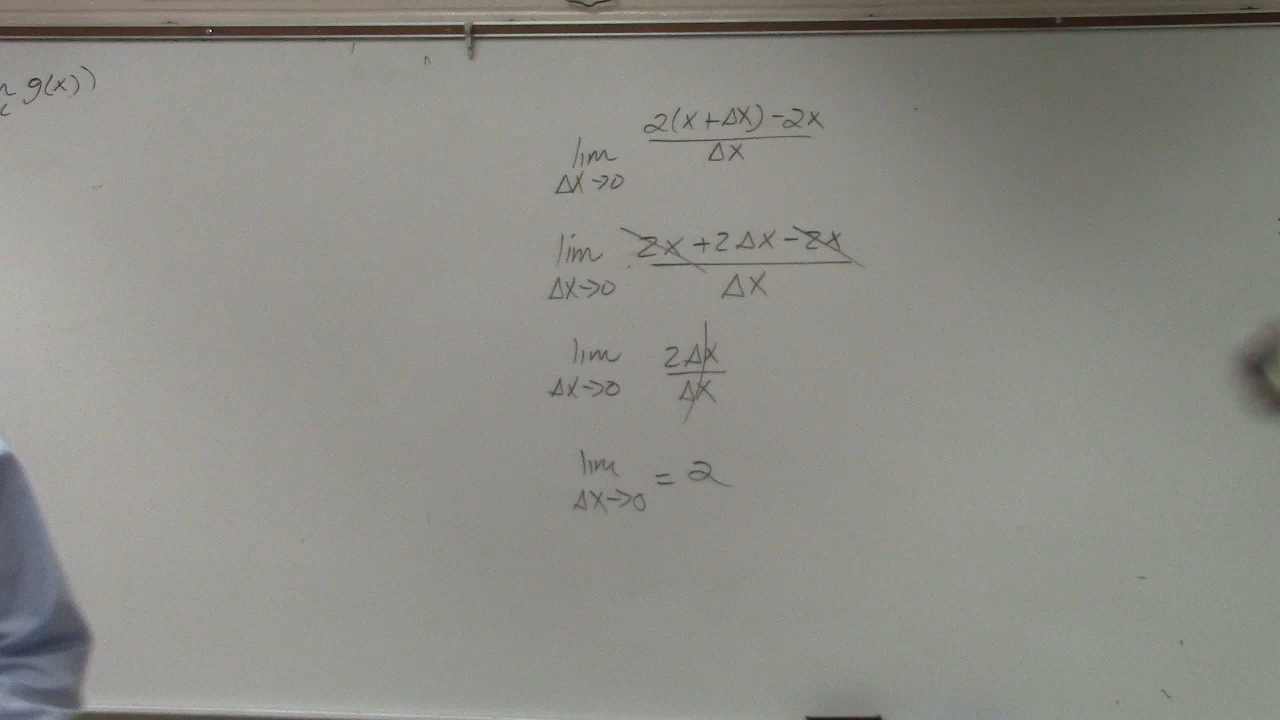 g(x))
2(x+Δx)-2x
lim
Δx
Δx→0
lim 2x+2Δx-2x
Δx→0 Δx
lim 2Δx
Δx→0 Δx
lim = 2
Δx→0